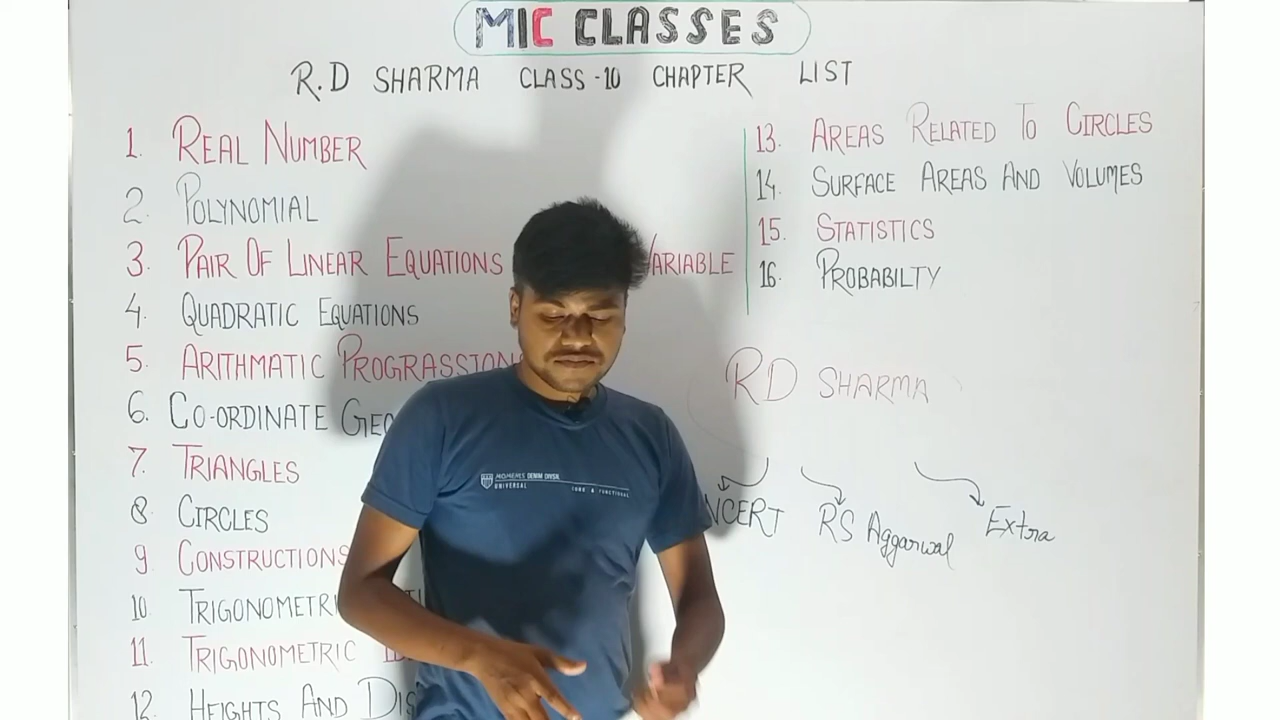 MIC CLASSES
R.D SHARMA CLASS-10 CHAPTER LIST
1. REAL NUMBER
2. POLYNOMIAL
3. PAIR OF LINEAR EQUATIONS VARIABLE
4. QUADRATIC EQUATIONS
5. ARITHMATIC PROGRASSION
6. CO-ORDINATE
7. TRIANGLES
8 CIRCLES
9 CONSTRUCTIONS
10 TRIGONOMETRI
11. TRIGONOMETRIC
12. HEIGHTS AND
13. AREAS RELATED TO CIRCLES
14. SURFACE AREAS AND VOLUMES
15. STATISTICS
16. PROBABILTY
RD SHARMA
NCERT RS Aggarwal Extra
UNIVERSAL